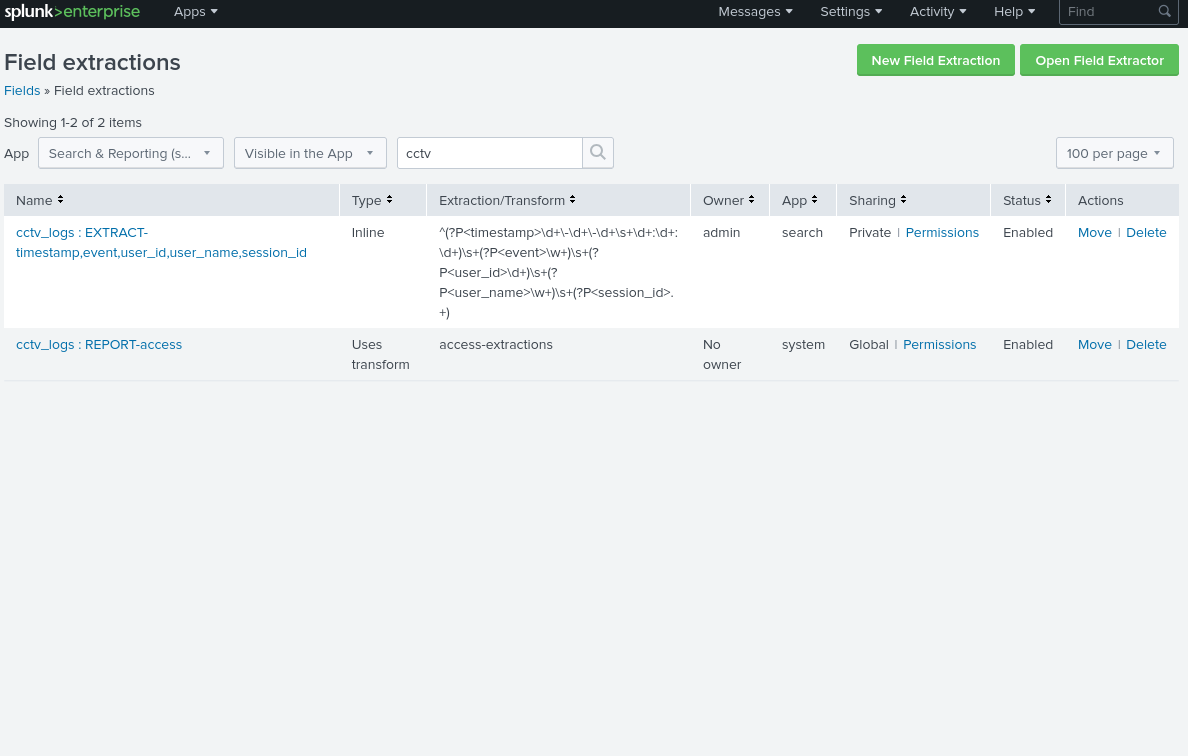 splunk>enterprise Apps Messages Settings Activity Help Find
Field extractions
New Field Extraction Open Field Extractor
Fields » Field extractions
Showing 1-2 of 2 items
App Search & Reporting (s... Visible in the App cctv 100 per page
Name Type Extraction/Transform Owner App Sharing Status Actions
cctv_logs : EXTRACT- Inline ^(?P<timestamp>\d+\-\d+\-\d+\s+\d+:\d+: admin search Private | Permissions Enabled Move | Delete
timestamp,event,user_id,user_name,session_id \d+)\s+(?P<event>\w+)\s+(?
P<user_id>\d+)\s+(?
P<user_name>\w+)\s+(?P<session_id>.
+)
cctv_logs : REPORT-access Uses access-extractions No system Global | Permissions Enabled Move | Delete
transform owner